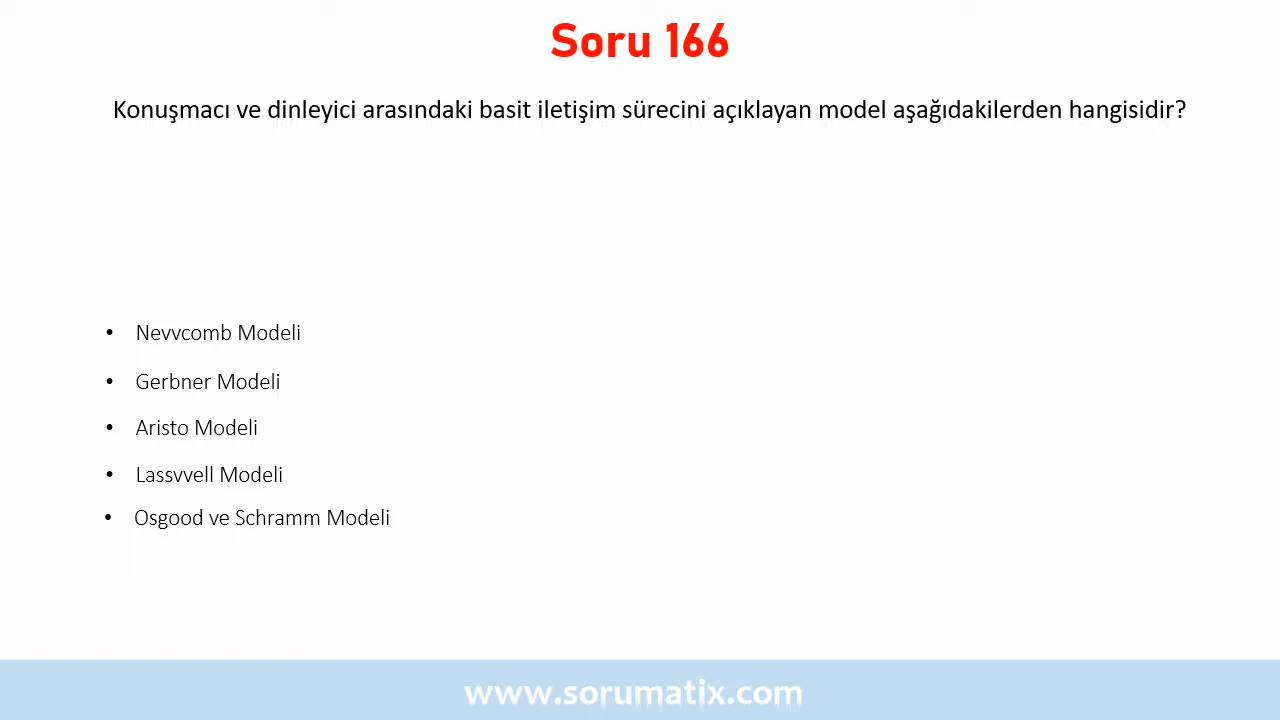 Soru 166
Konuşmacı ve dinleyici arasındaki basit iletişim sürecini açıklayan model aşağıdakilerden hangisidir?
• Nevvcomb Modeli
• Gerbner Modeli
• Aristo Modeli
• Lassvvell Modeli
• Osgood ve Schramm Modeli
www.sorumatix.com